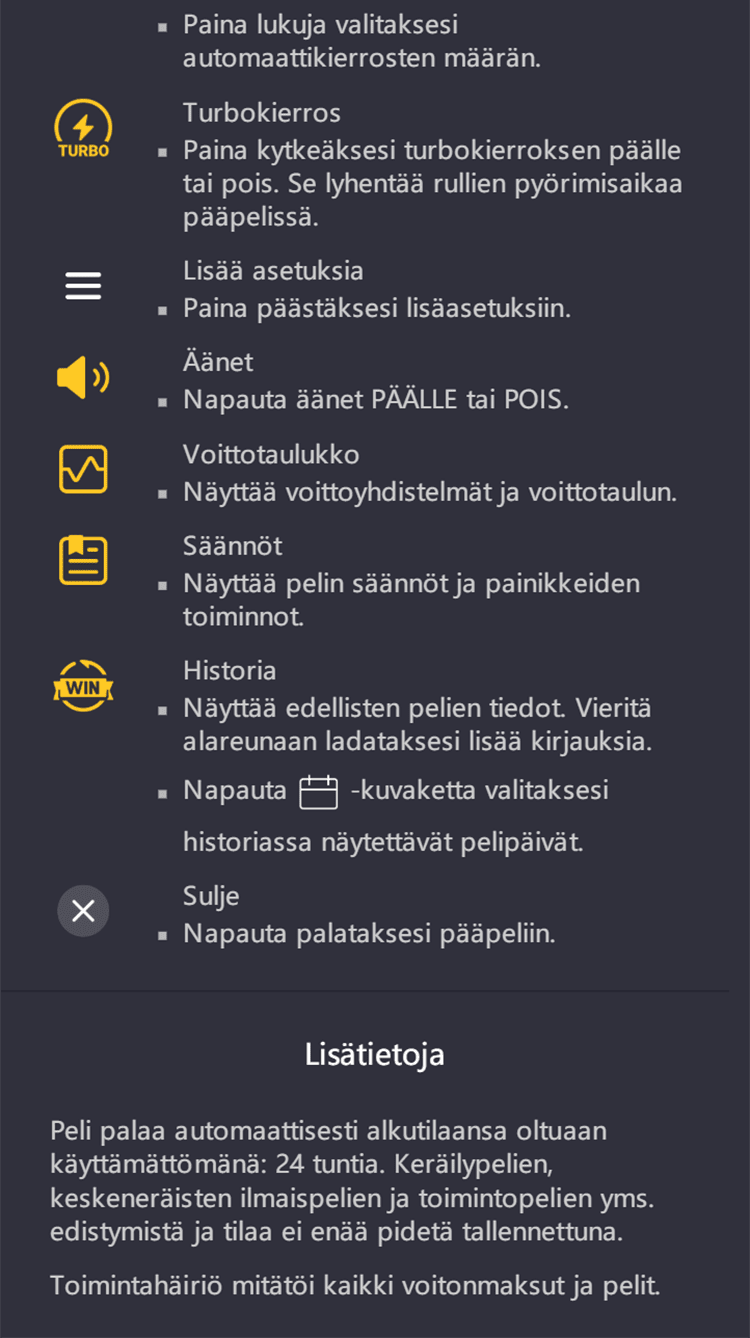 Paina lukuja valitaksesi
automaattikierrosten määrän.
Turbokierros
TURBO
Paina kytkeäksesi turbokierroksen päälle
tai pois. Se lyhentää rullien pyörimisaikaa
pääpelissä.
Lisää asetuksia
Paina päästäksesi lisäasetuksiin.
Äänet
Napauta äänet PÄÄLLE tai POIS.
Voittotaulukko
Näyttää voittoyhdistelmät ja voittotaulun.
Säännöt
Näyttää pelin säännöt ja painikkeiden
toiminnot.
Historia
WIN
Näyttää edellisten pelien tiedot. Vieritä
alareunaan ladataksesi lisää kirjauksia.
Napauta -kuvaketta valitaksesi
historiassa näytettävät pelipäivät.
Sulje
Napauta palataksesi pääpeliin.
Lisätietoja
Peli palaa automaattisesti alkutilaansa oltuaan
käyttämättömänä: 24 tuntia. Keräilypelien,
keskeneräisten ilmaispelien ja toimintopelien yms.
edistymistä ja tilaa ei enää pidetä tallennettuna.
Toimintahäiriö mitätöi kaikki voitonmaksut ja pelit.